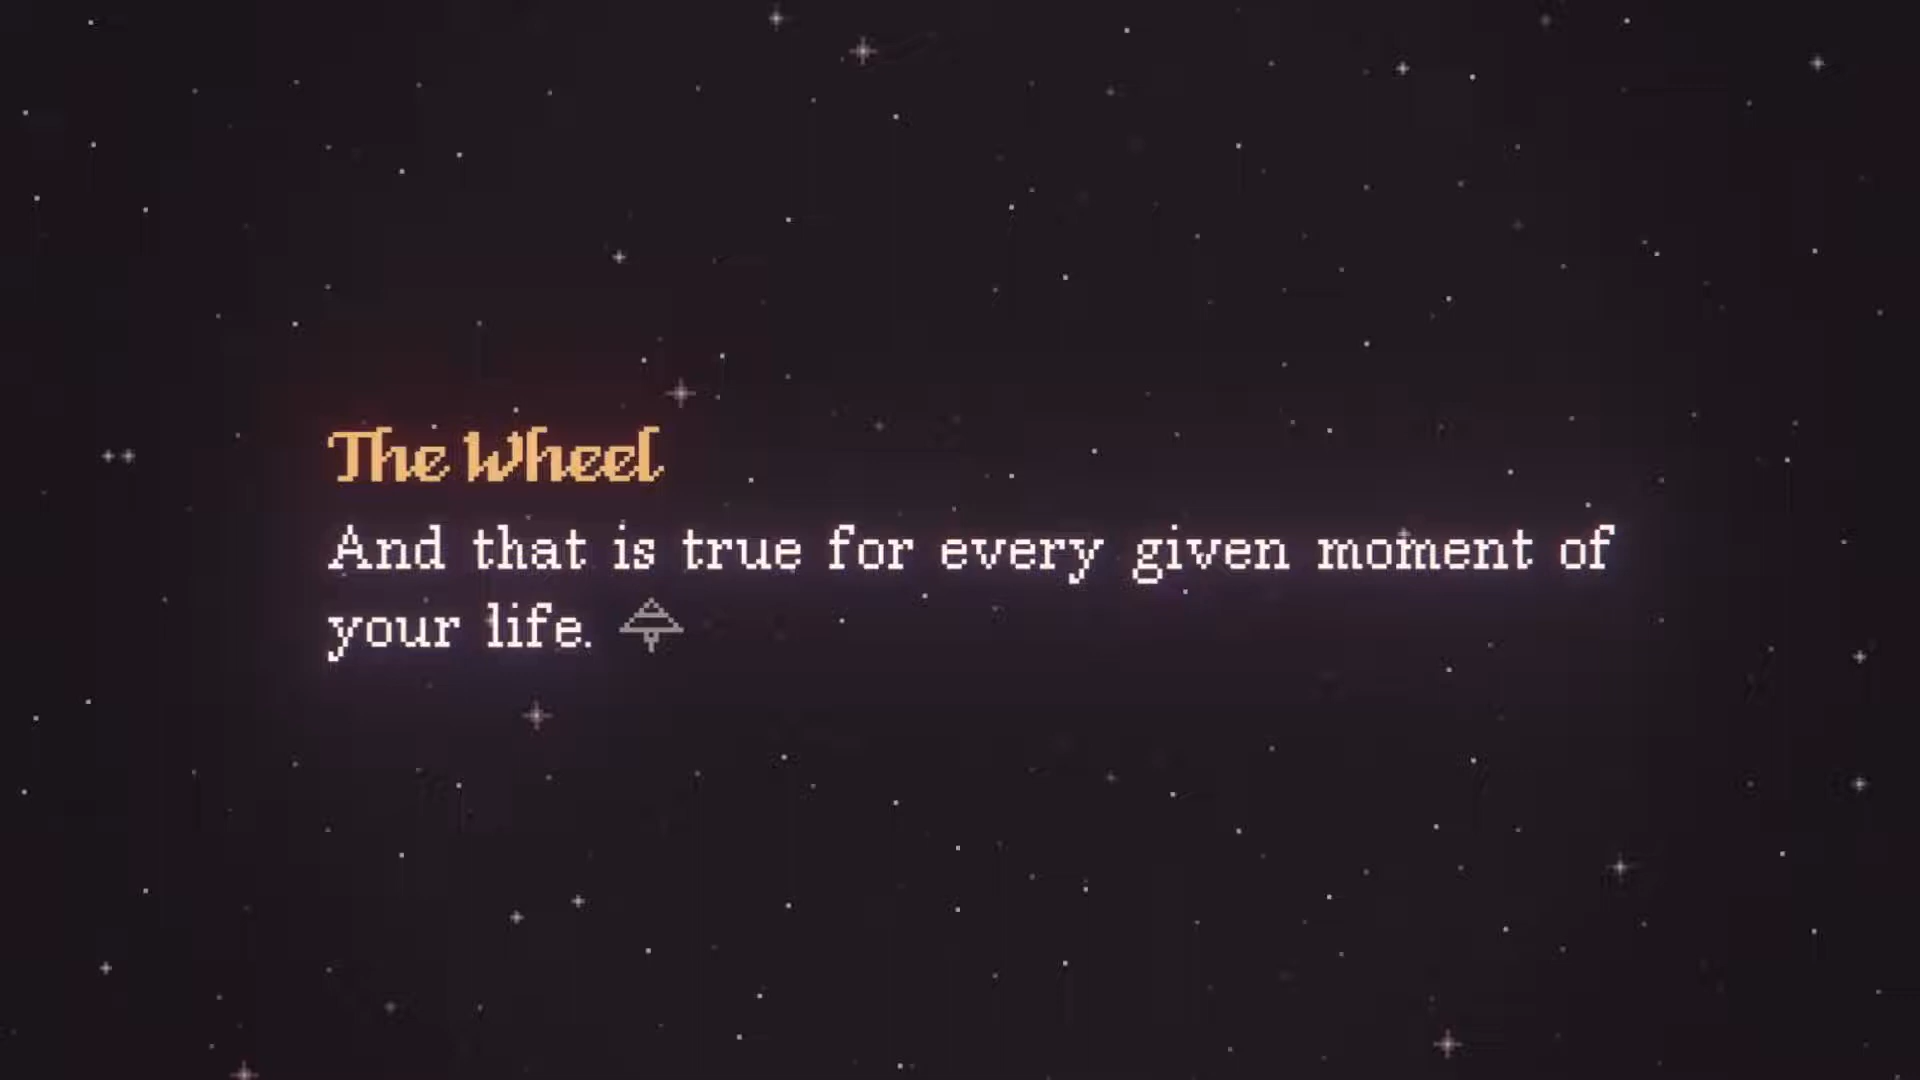 The Wheel
And that is true for every given moment of
your life.